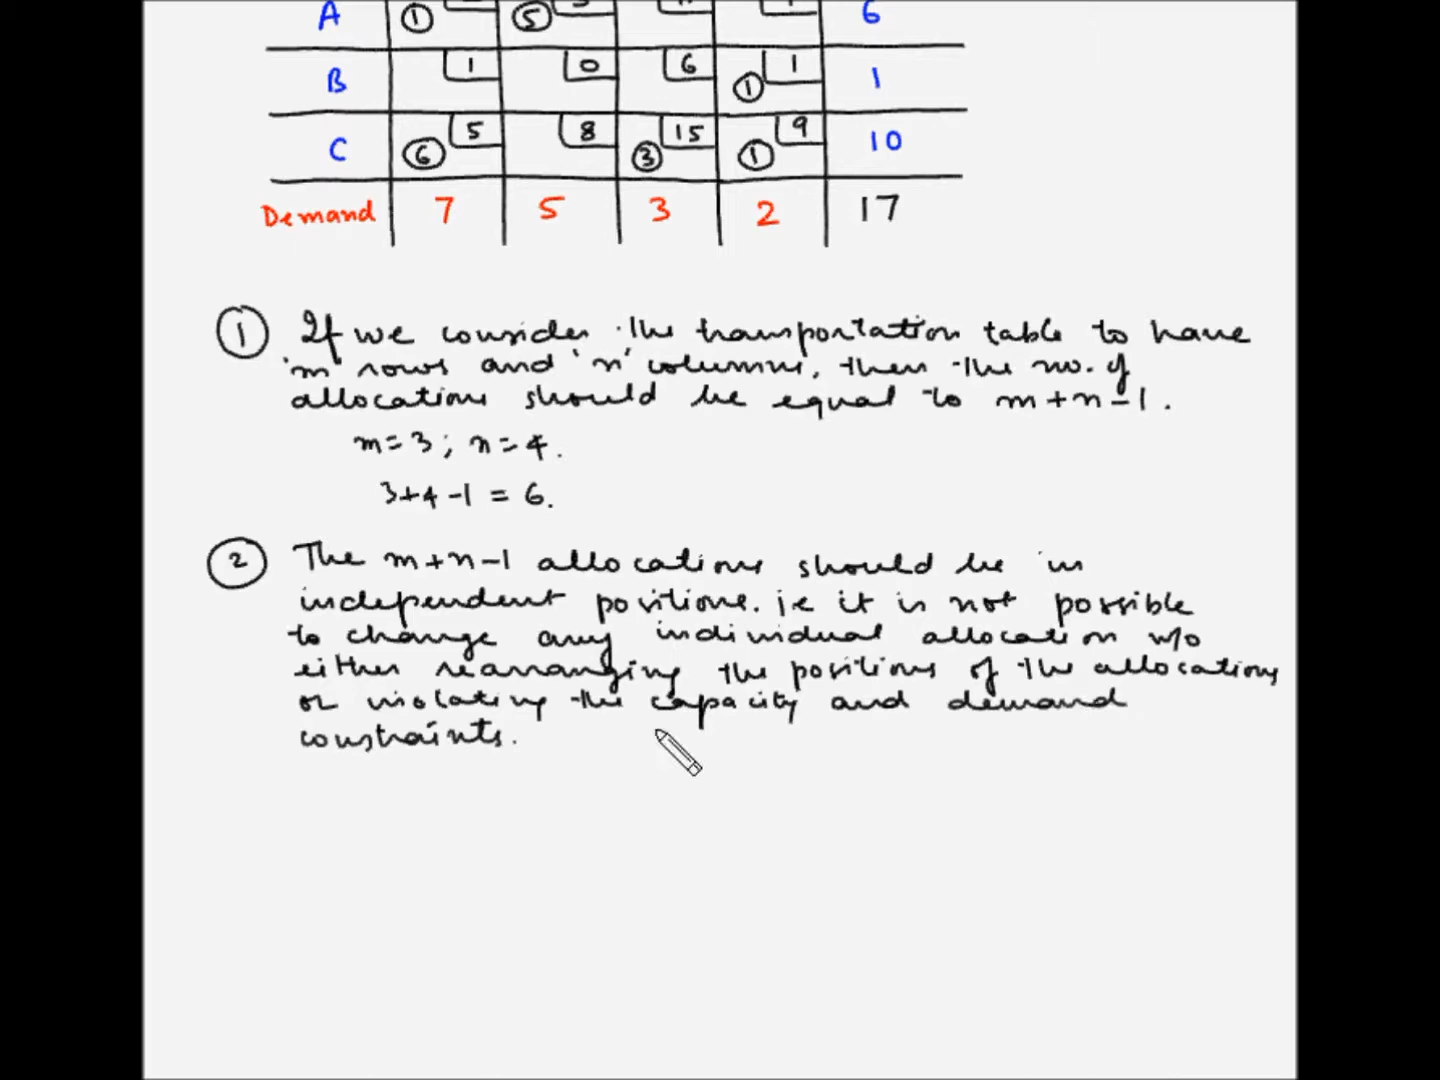 A 1 5 6
B 1 0 6 1 1 1
C 6 5 8 3 15 1 9 10
Demand 7 5 3 2 17
1 If we consider the transportation table to have
'm' rows and 'n' columns, then the no. of
allocations should be equal to m+n-1.
m=3; n=4.
3+4-1 = 6.
2 The m+n-1 allocations should be in
independent positions. ie it is not possible
to change any individual allocation w/o
either rearranging the positions of the allocations
or violating the capacity and demand
constraints.